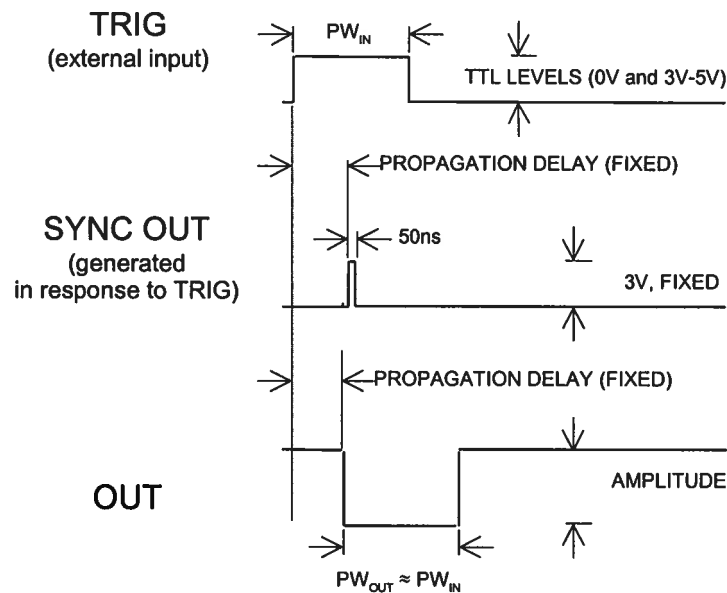 TRIG
(external input)
PW_IN
TTL LEVELS (0V and 3V-5V)
PROPAGATION DELAY (FIXED)
SYNC OUT
(generated
in response to TRIG)
50ns
3V, FIXED
PROPAGATION DELAY (FIXED)
OUT
AMPLITUDE
PW_OUT ≈ PW_IN